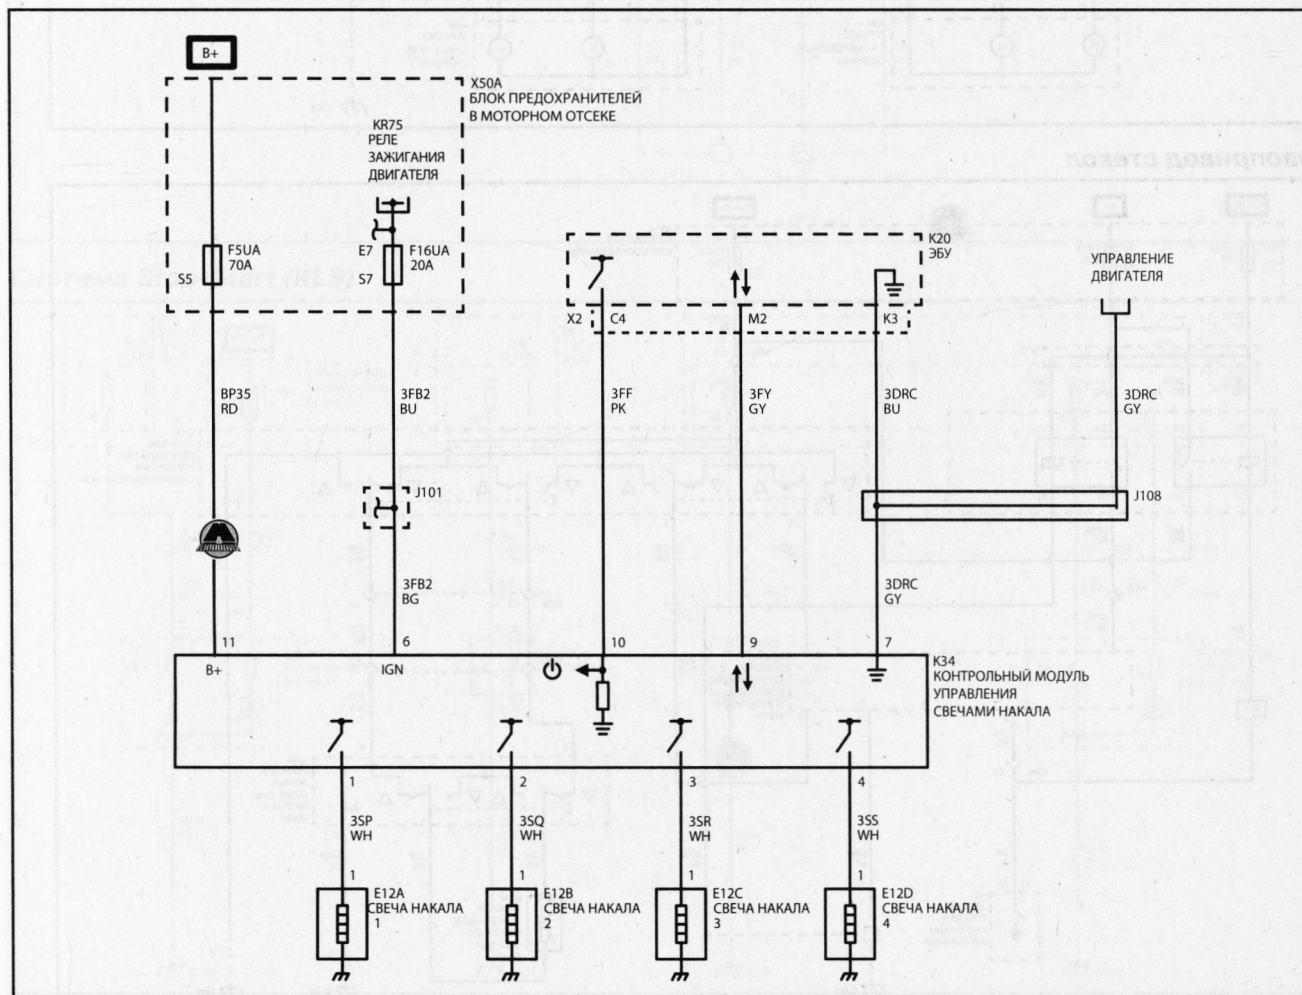 B+
X50A
БЛОК ПРЕДОХРАНИТЕЛЕЙ
В МОТОРНОМ ОТСЕКЕ
KR75
РЕЛЕ
ЗАЖИГАНИЯ
ДВИГАТЕЛЯ
F5UA
70A
S5
E7
S7
F16UA
20A
K20
ЭБУ
X2
C4
M2
K3
УПРАВЛЕНИЕ
ДВИГАТЕЛЯ
BP35
RD
3FB2
BU
3FF
PK
3FY
GY
3DRC
BU
3DRC
GY
J101
J108
3FB2
BG
3DRC
GY
11
6
10
9
7
B+
IGN
K34
КОНТРОЛЬНЫЙ МОДУЛЬ
УПРАВЛЕНИЯ
СВЕЧАМИ НАКАЛА
1
2
3
4
3SP
WH
3SQ
WH
3SR
WH
3SS
WH
1
1
1
1
E12A
СВЕЧА НАКАЛА
1
E12B
СВЕЧА НАКАЛА
2
E12C
СВЕЧА НАКАЛА
3
E12D
СВЕЧА НАКАЛА
4